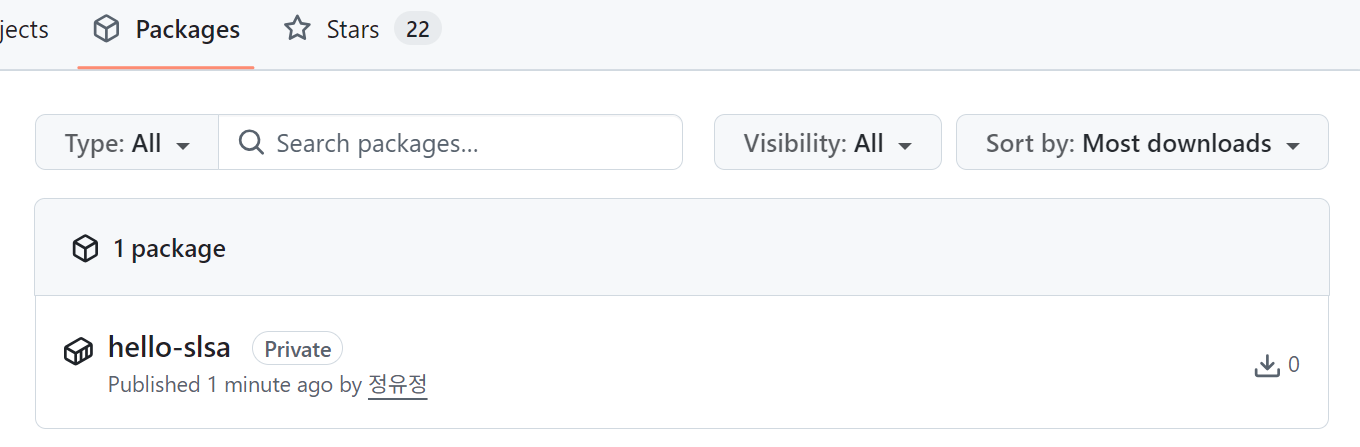 jects Packages Stars 22
Type: All Search packages... Visibility: All Sort by: Most downloads
1 package
hello-slsa Private
Published 1 minute ago by 정유정
0